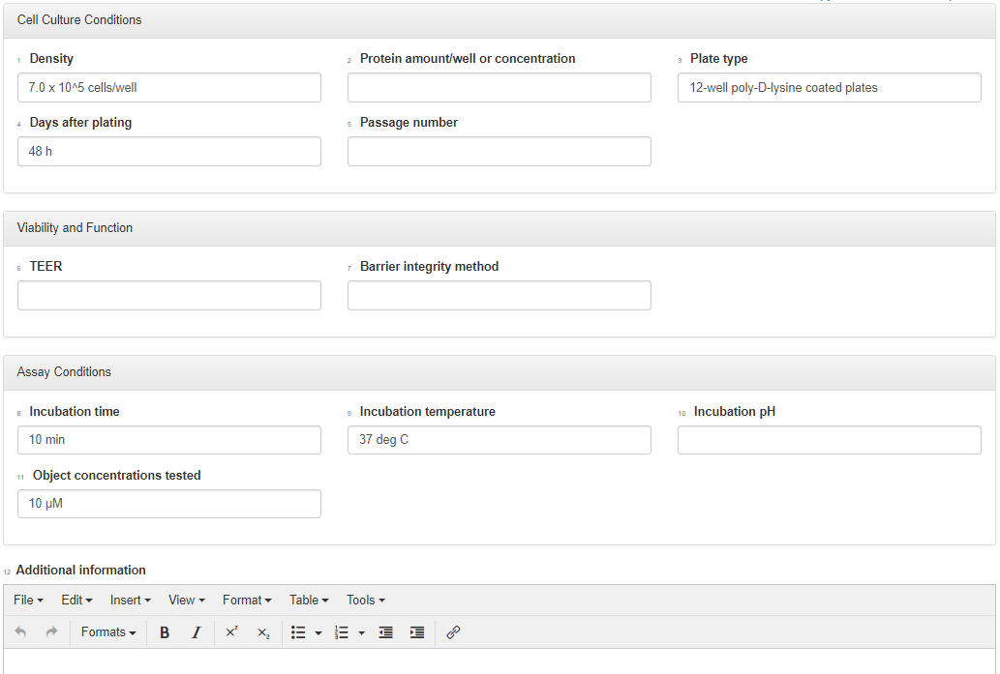 Cell Culture Conditions
1 Density 2 Protein amount/well or concentration 3 Plate type
7.0 x 10^5 cells/well 12-well poly-D-lysine coated plates
4 Days after plating 5 Passage number
48 h
Viability and Function
6 TEER 7 Barrier integrity method
Assay Conditions
8 Incubation time 9 Incubation temperature 10 Incubation pH
10 min 37 deg C
11 Object concentrations tested
10 µM
12 Additional information
File Edit Insert View Format Table Tools
Formats B I x² x₂